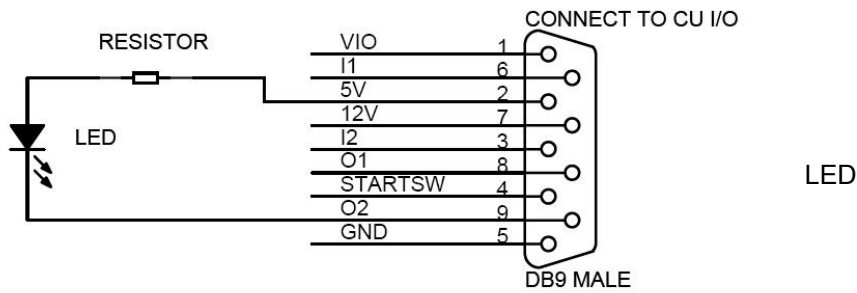 CONNECT TO CU I/O
RESISTOR
VIO 1
I1 6
5V 2
12V 7
LED
I2 3
O1 8
LED
STARTSW 4
O2 9
GND 5
DB9 MALE